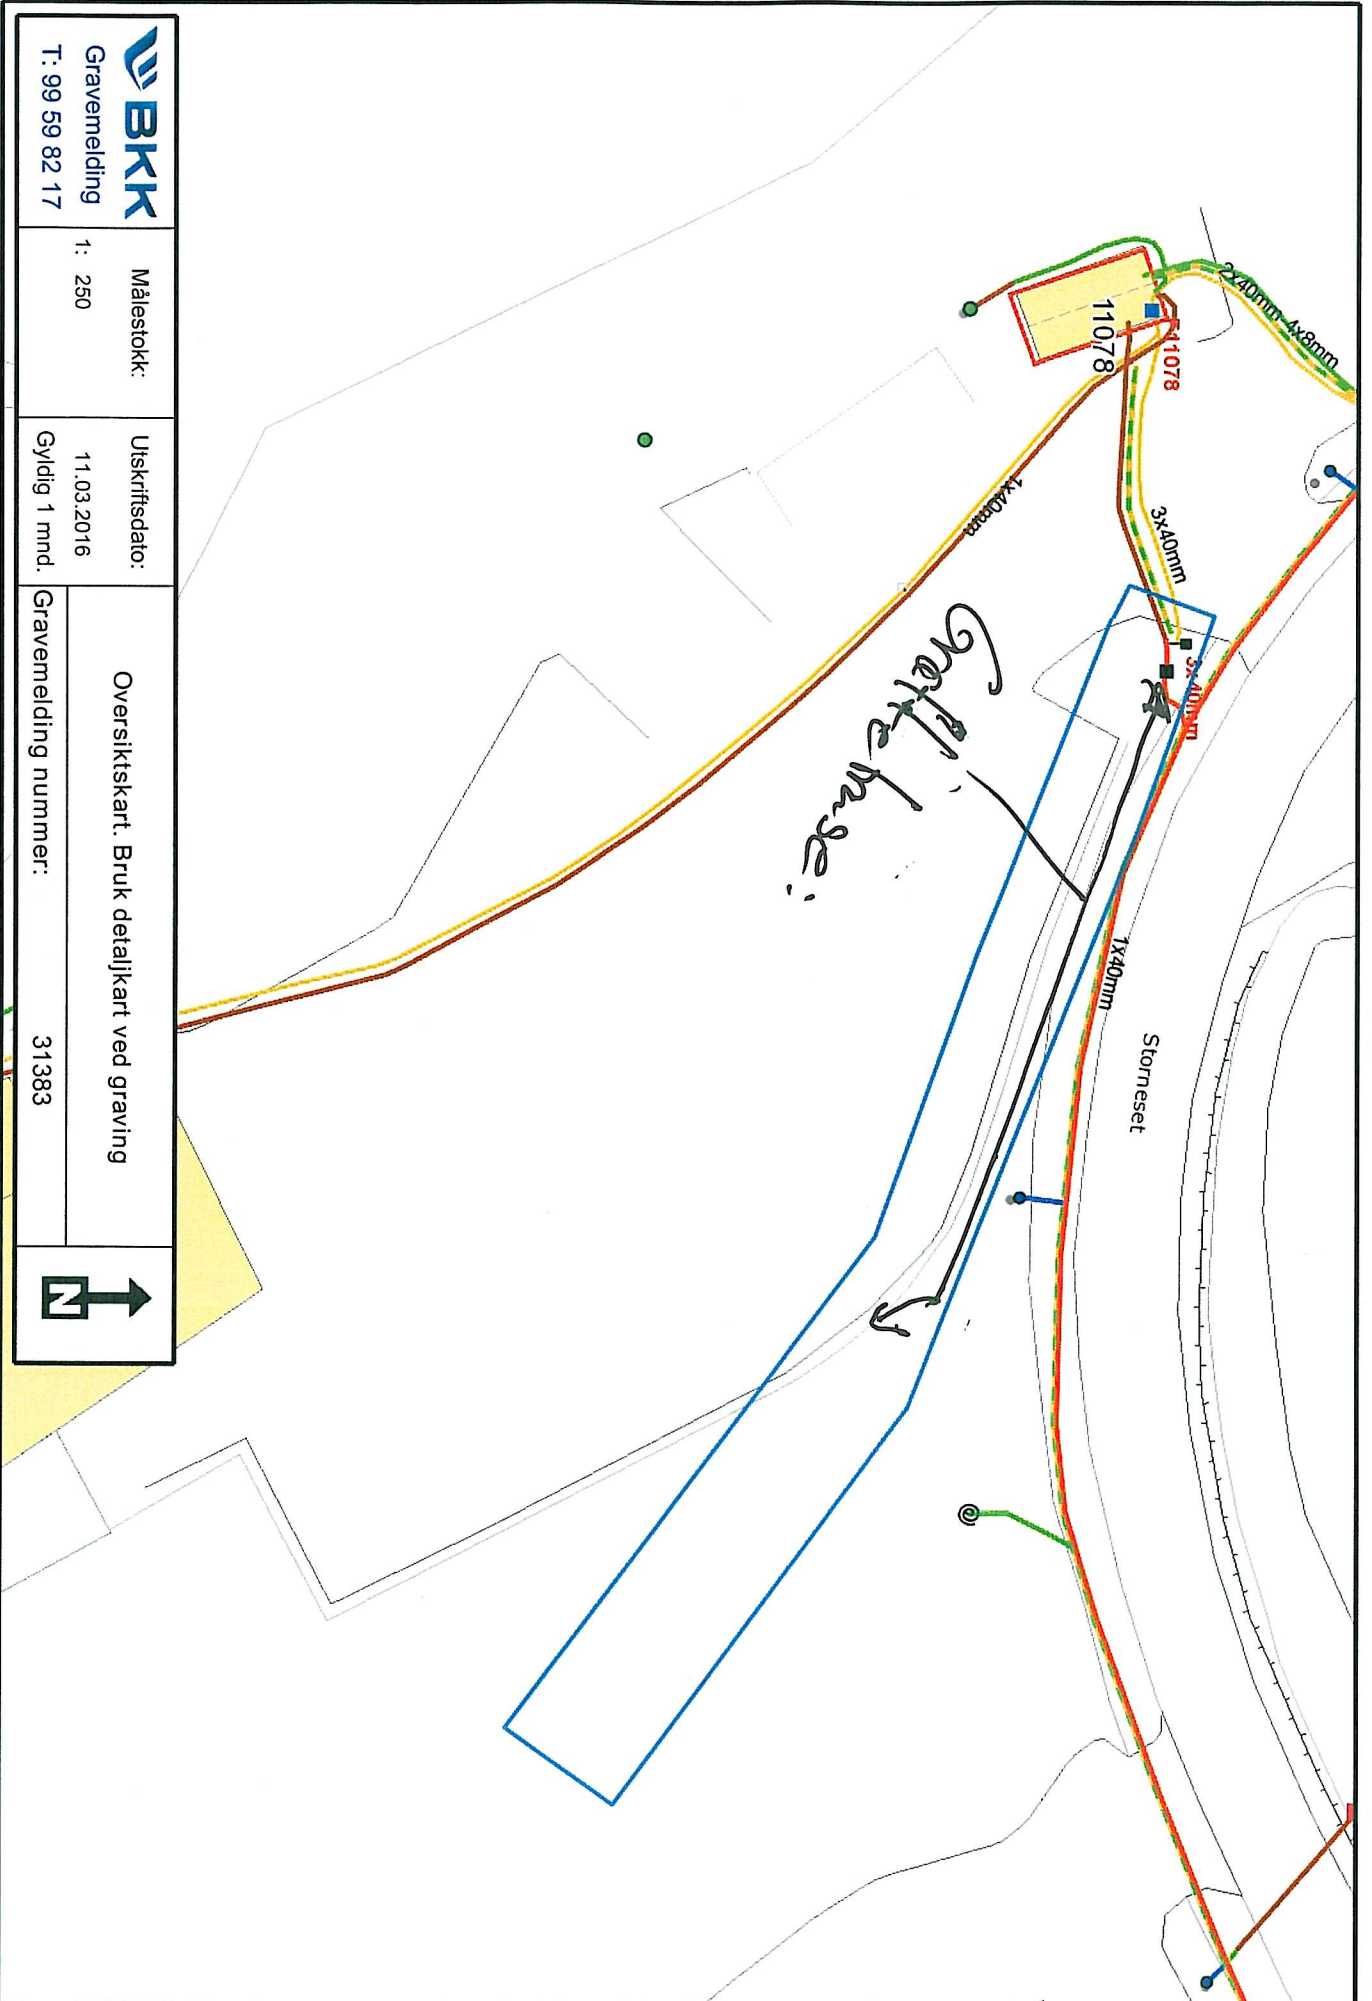 2x40mm 4x8mm
11078
11078
3x40mm
1x40mm
3x40mm
1x40mm
Storneset
BKK
Gravemelding
T: 99 59 82 17
Målestokk:
1: 250
Utskriftsdato:
11.03.2016
Gyldig 1 mnd.
Oversiktskart. Bruk detaljkart ved graving
Gravemelding nummer: 31383
N